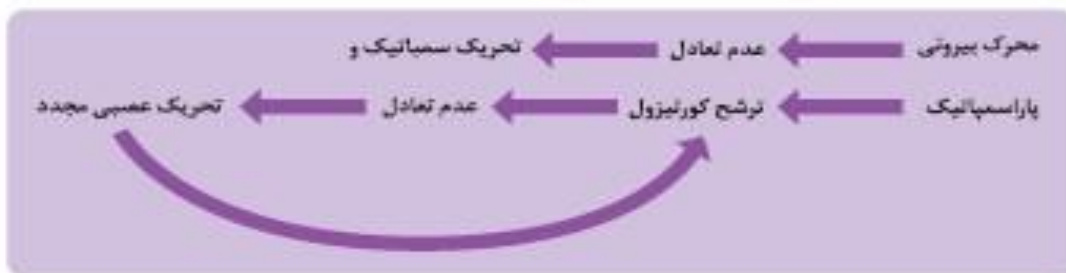 محرک بیرونی عدم تعادل تحریک سمپاتیک و
پاراسمپاتیک ترشح کورتیزول عدم تعادل تحریک عصبی مجدد